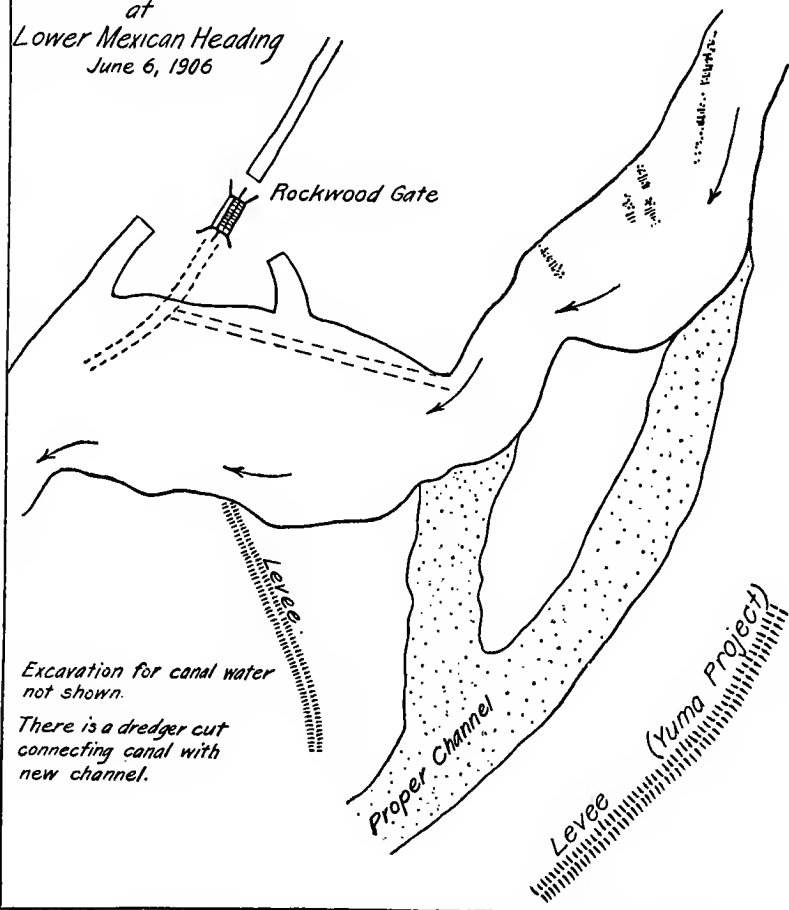 at
Lower Mexican Heading
June 6, 1906
Rockwood Gate
Levee.
Excavation for canal water
not shown.
There is a dredger cut
connecting canal with
new channel.
Proper Channel
Levee (Yuma Project)